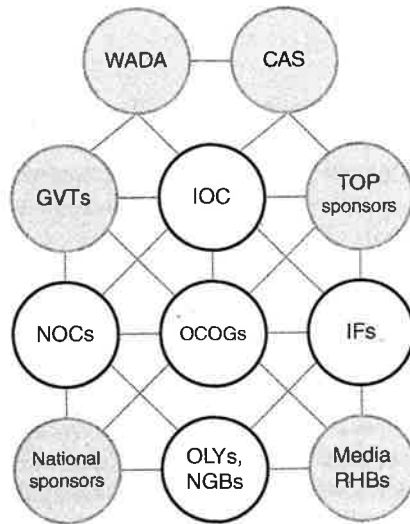 WADA
CAS
GVTs
IOC
TOP
sponsors
NOCs
OCOGs
IFs
National
sponsors
OLYs,
NGBs
Media
RHBs